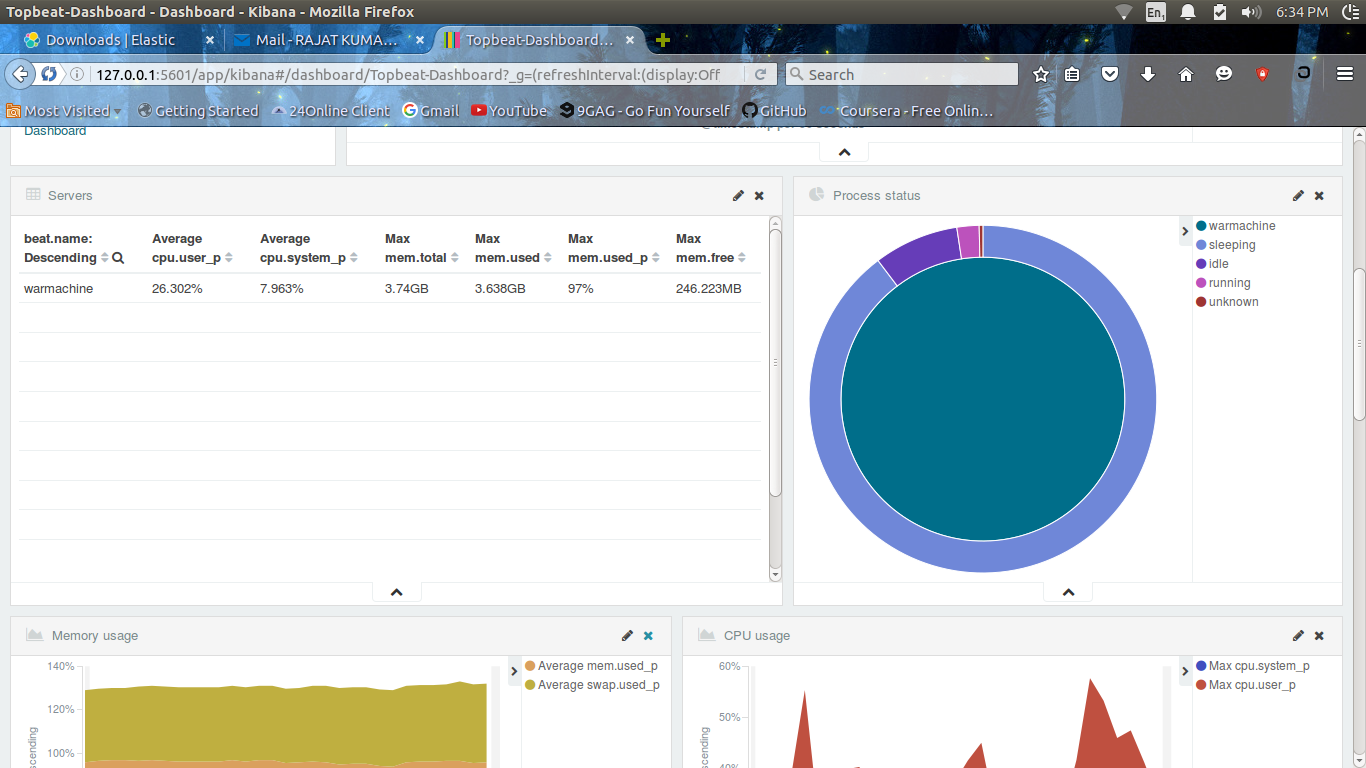 Topbeat-Dashboard - Dashboard - Kibana - Mozilla Firefox
En1
6:34 PM
Downloads | Elastic
Mail - RAJAT KUMA...
Topbeat-Dashboard...
127.0.0.1:5601/app/kibana#/dashboard/Topbeat-Dashboard?_g=(refreshInterval:(display:Off
Search
Most Visited
Getting Started
24Online Client
Gmail
YouTube
9GAG - Go Fun Yourself
GitHub
Coursera - Free Onlin...
Dashboard
Servers
beat.name: Descending
Average cpu.user_p
Average cpu.system_p
Max mem.total
Max mem.used
Max mem.used_p
Max mem.free
warmachine
26.302%
7.963%
3.74GB
3.638GB
97%
246.223MB
Process status
warmachine
sleeping
idle
running
unknown
Memory usage
140%
120%
100%
Average mem.used_p
Average swap.used_p
CPU usage
60%
50%
40%
Max cpu.system_p
Max cpu.user_p